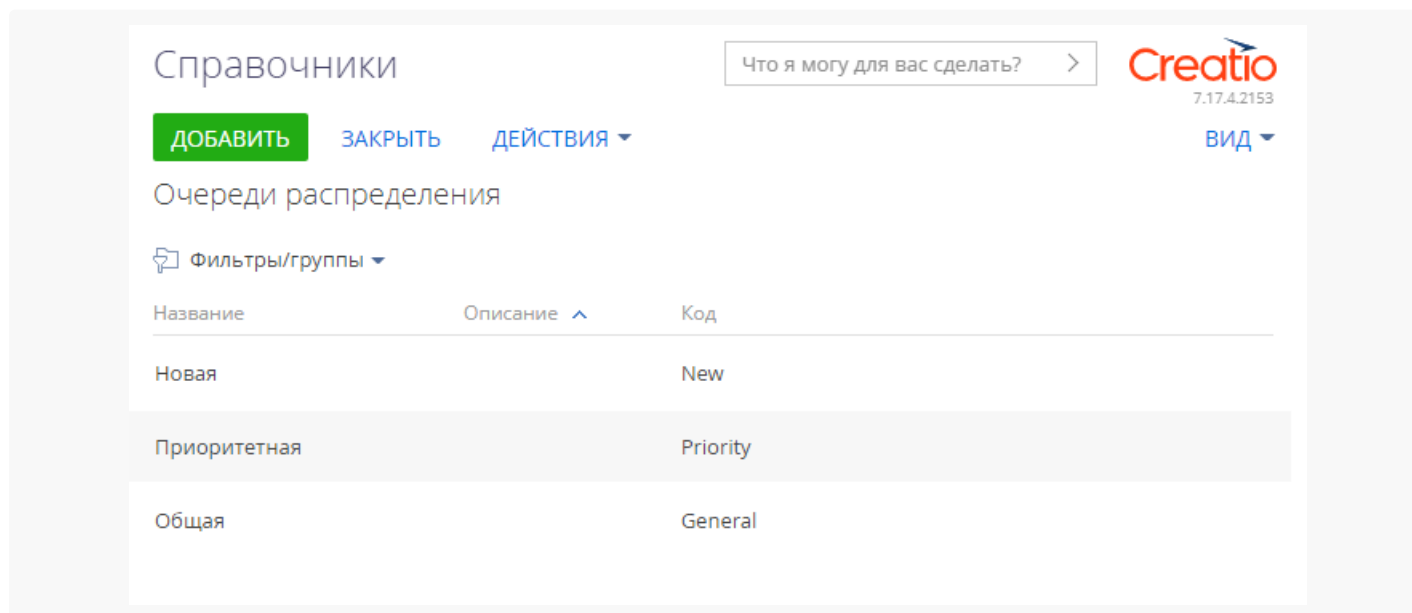 Справочники
Что я могу для вас сделать?
Creatio
7.17.4.2153
ДОБАВИТЬ ЗАКРЫТЬ ДЕЙСТВИЯ ВИД
Очереди распределения
Фильтры/группы
Название Описание Код
Новая New
Приоритетная Priority
Общая General